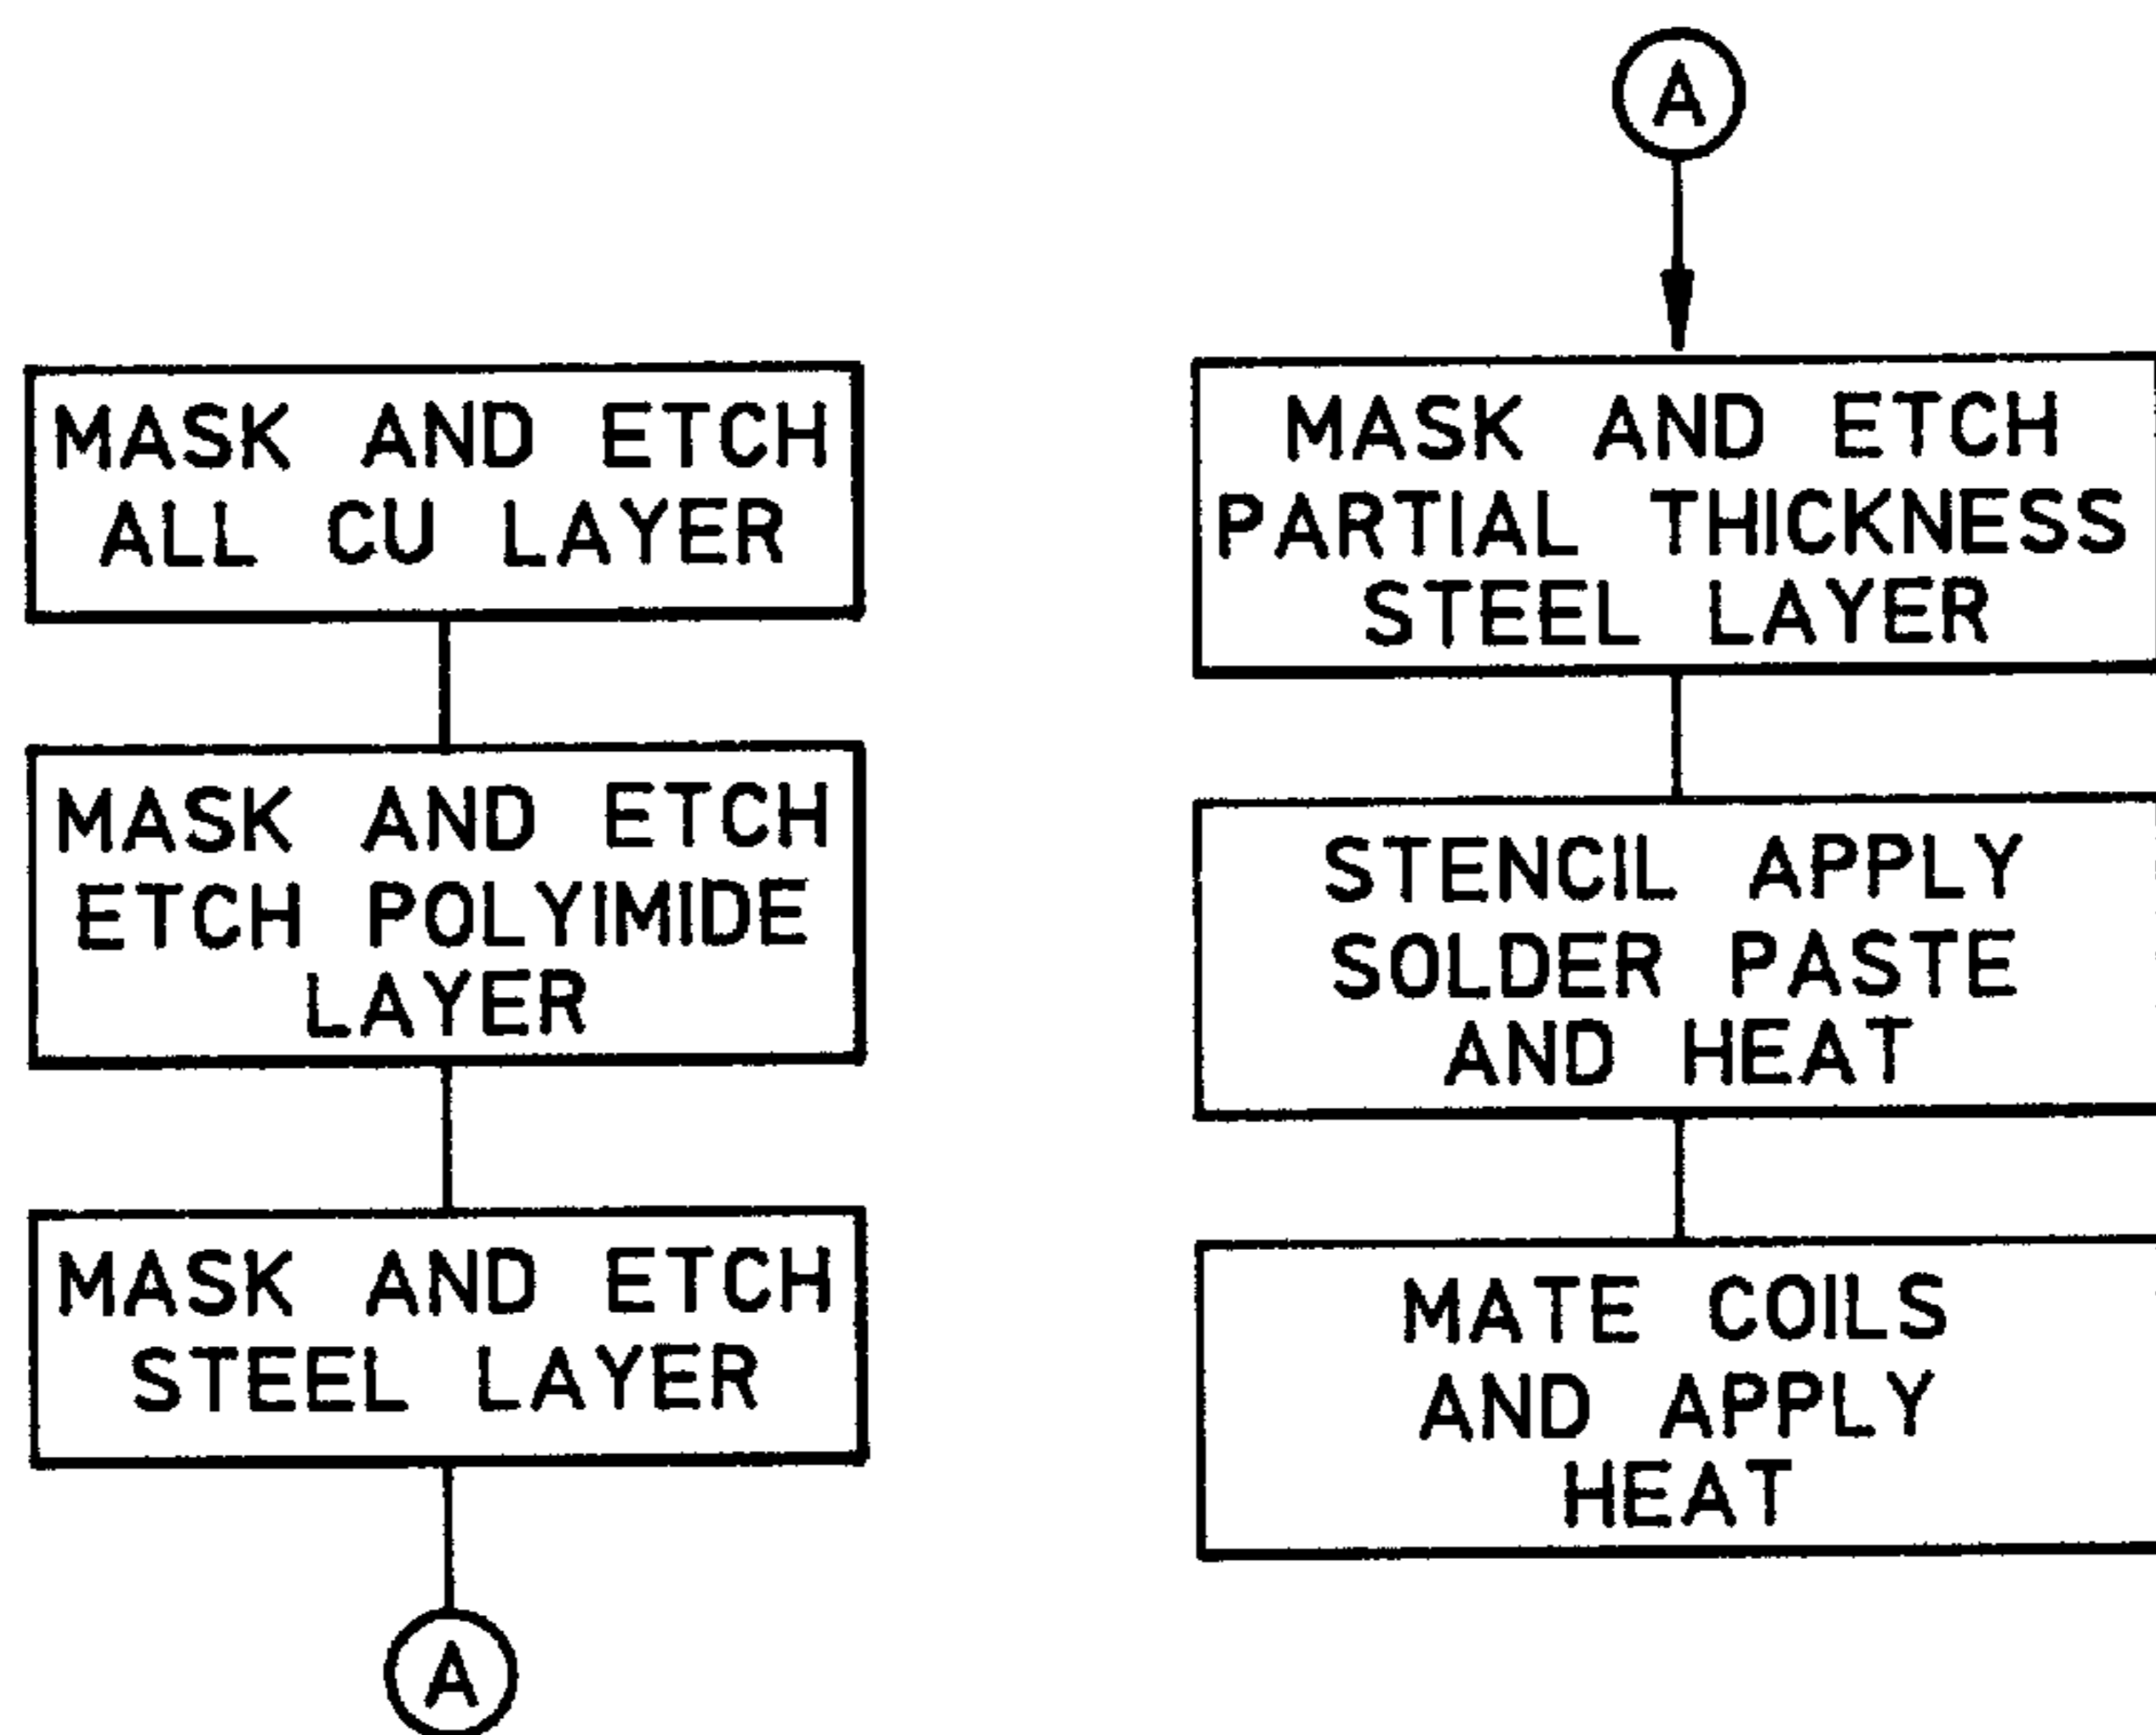 MASK AND ETCH
ALL CU LAYER
MASK AND ETCH
ETCH POLYIMIDE
LAYER
MASK AND ETCH
STEEL LAYER
A
A
MASK AND ETCH
PARTIAL THICKNESS
STEEL LAYER
STENCIL APPLY
SOLDER PASTE
AND HEAT
MATE COILS
AND APPLY
HEAT